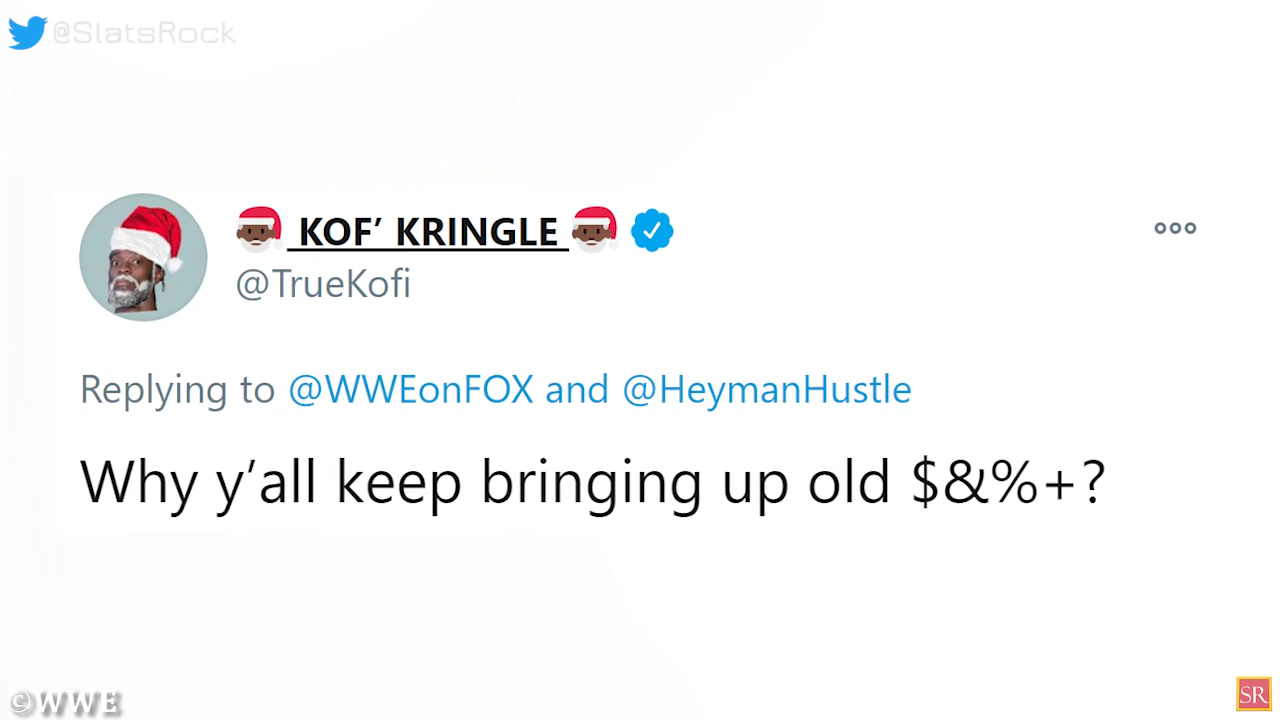 @SlatsRock
KOF’ KRINGLE
@TrueKofi
Replying to @WWEonFOX and @HeymanHustle
Why y’all keep bringing up old $&%+?
©WWE
SR